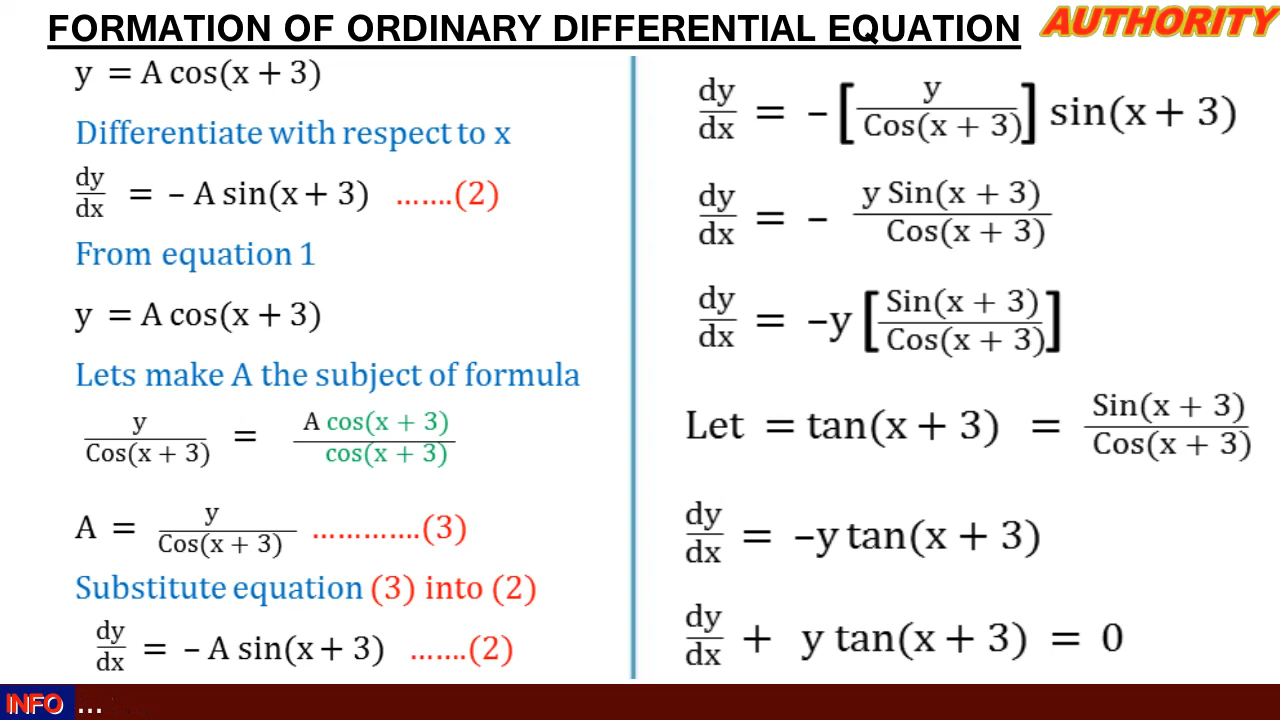 FORMATION OF ORDINARY DIFFERENTIAL EQUATION
AUTHORITY
y = A cos(x + 3)
Differentiate with respect to x
dy/dx = – A sin(x + 3) .......(2)
From equation 1
y = A cos(x + 3)
Lets make A the subject of formula
y/Cos(x + 3) = A cos(x + 3)/cos(x + 3)
A = y/Cos(x + 3) .............(3)
Substitute equation (3) into (2)
dy/dx = – A sin(x + 3) .......(2)
dy/dx = – [y/Cos(x + 3)] sin(x + 3)
dy/dx = – y Sin(x + 3)/Cos(x + 3)
dy/dx = –y [Sin(x + 3)/Cos(x + 3)]
Let = tan(x + 3) = Sin(x + 3)/Cos(x + 3)
dy/dx = –y tan(x + 3)
dy/dx + y tan(x + 3) = 0
INFO ...